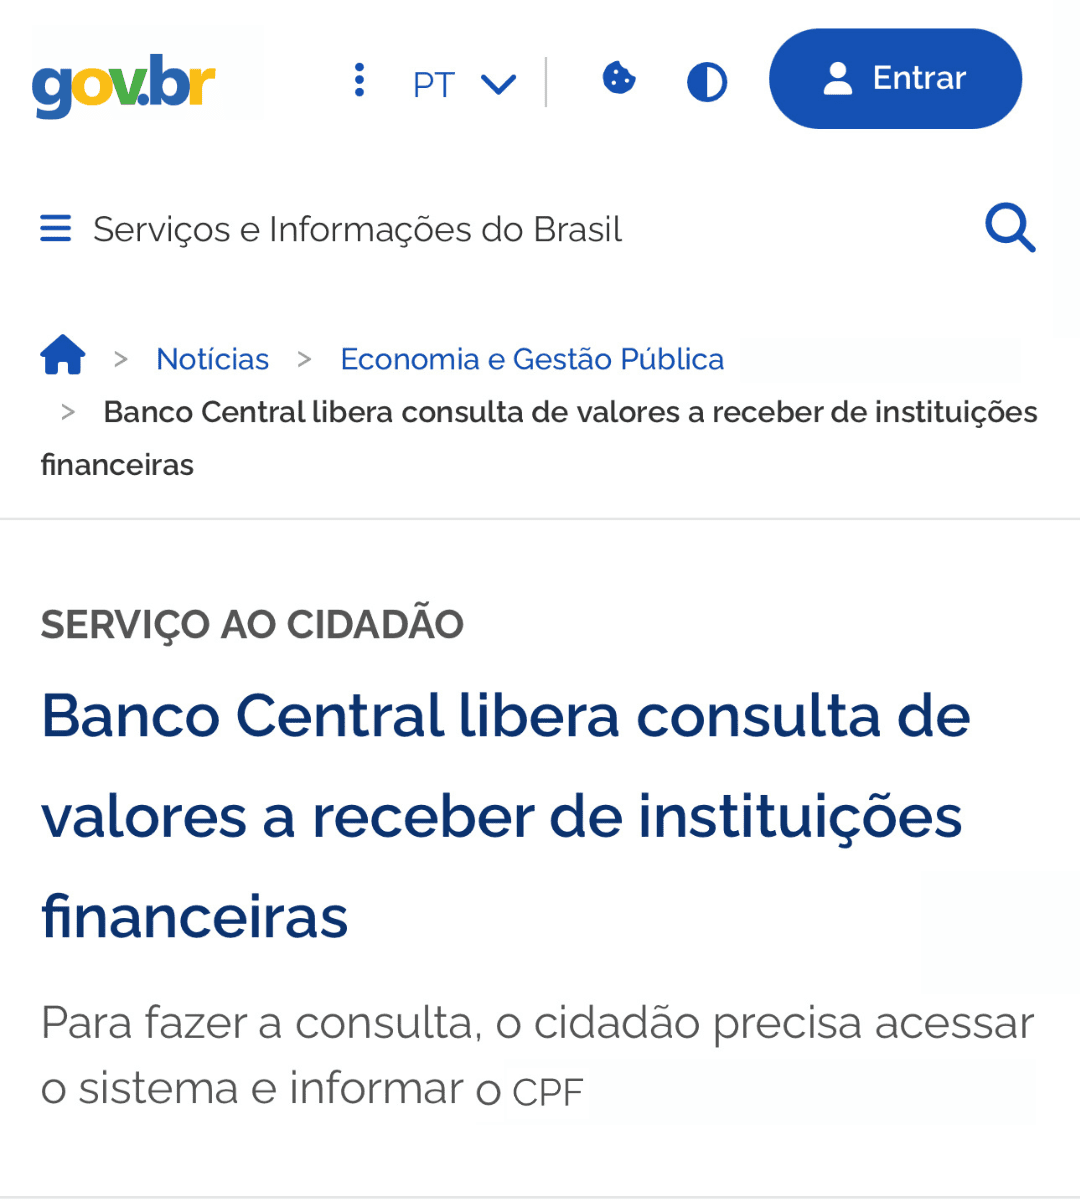 gov.br PT Entrar
Serviços e Informações do Brasil
> Notícias > Economia e Gestão Pública
> Banco Central libera consulta de valores a receber de instituições
financeiras
SERVIÇO AO CIDADÃO
Banco Central libera consulta de
valores a receber de instituições
financeiras
Para fazer a consulta, o cidadão precisa acessar
o sistema e informar o CPF